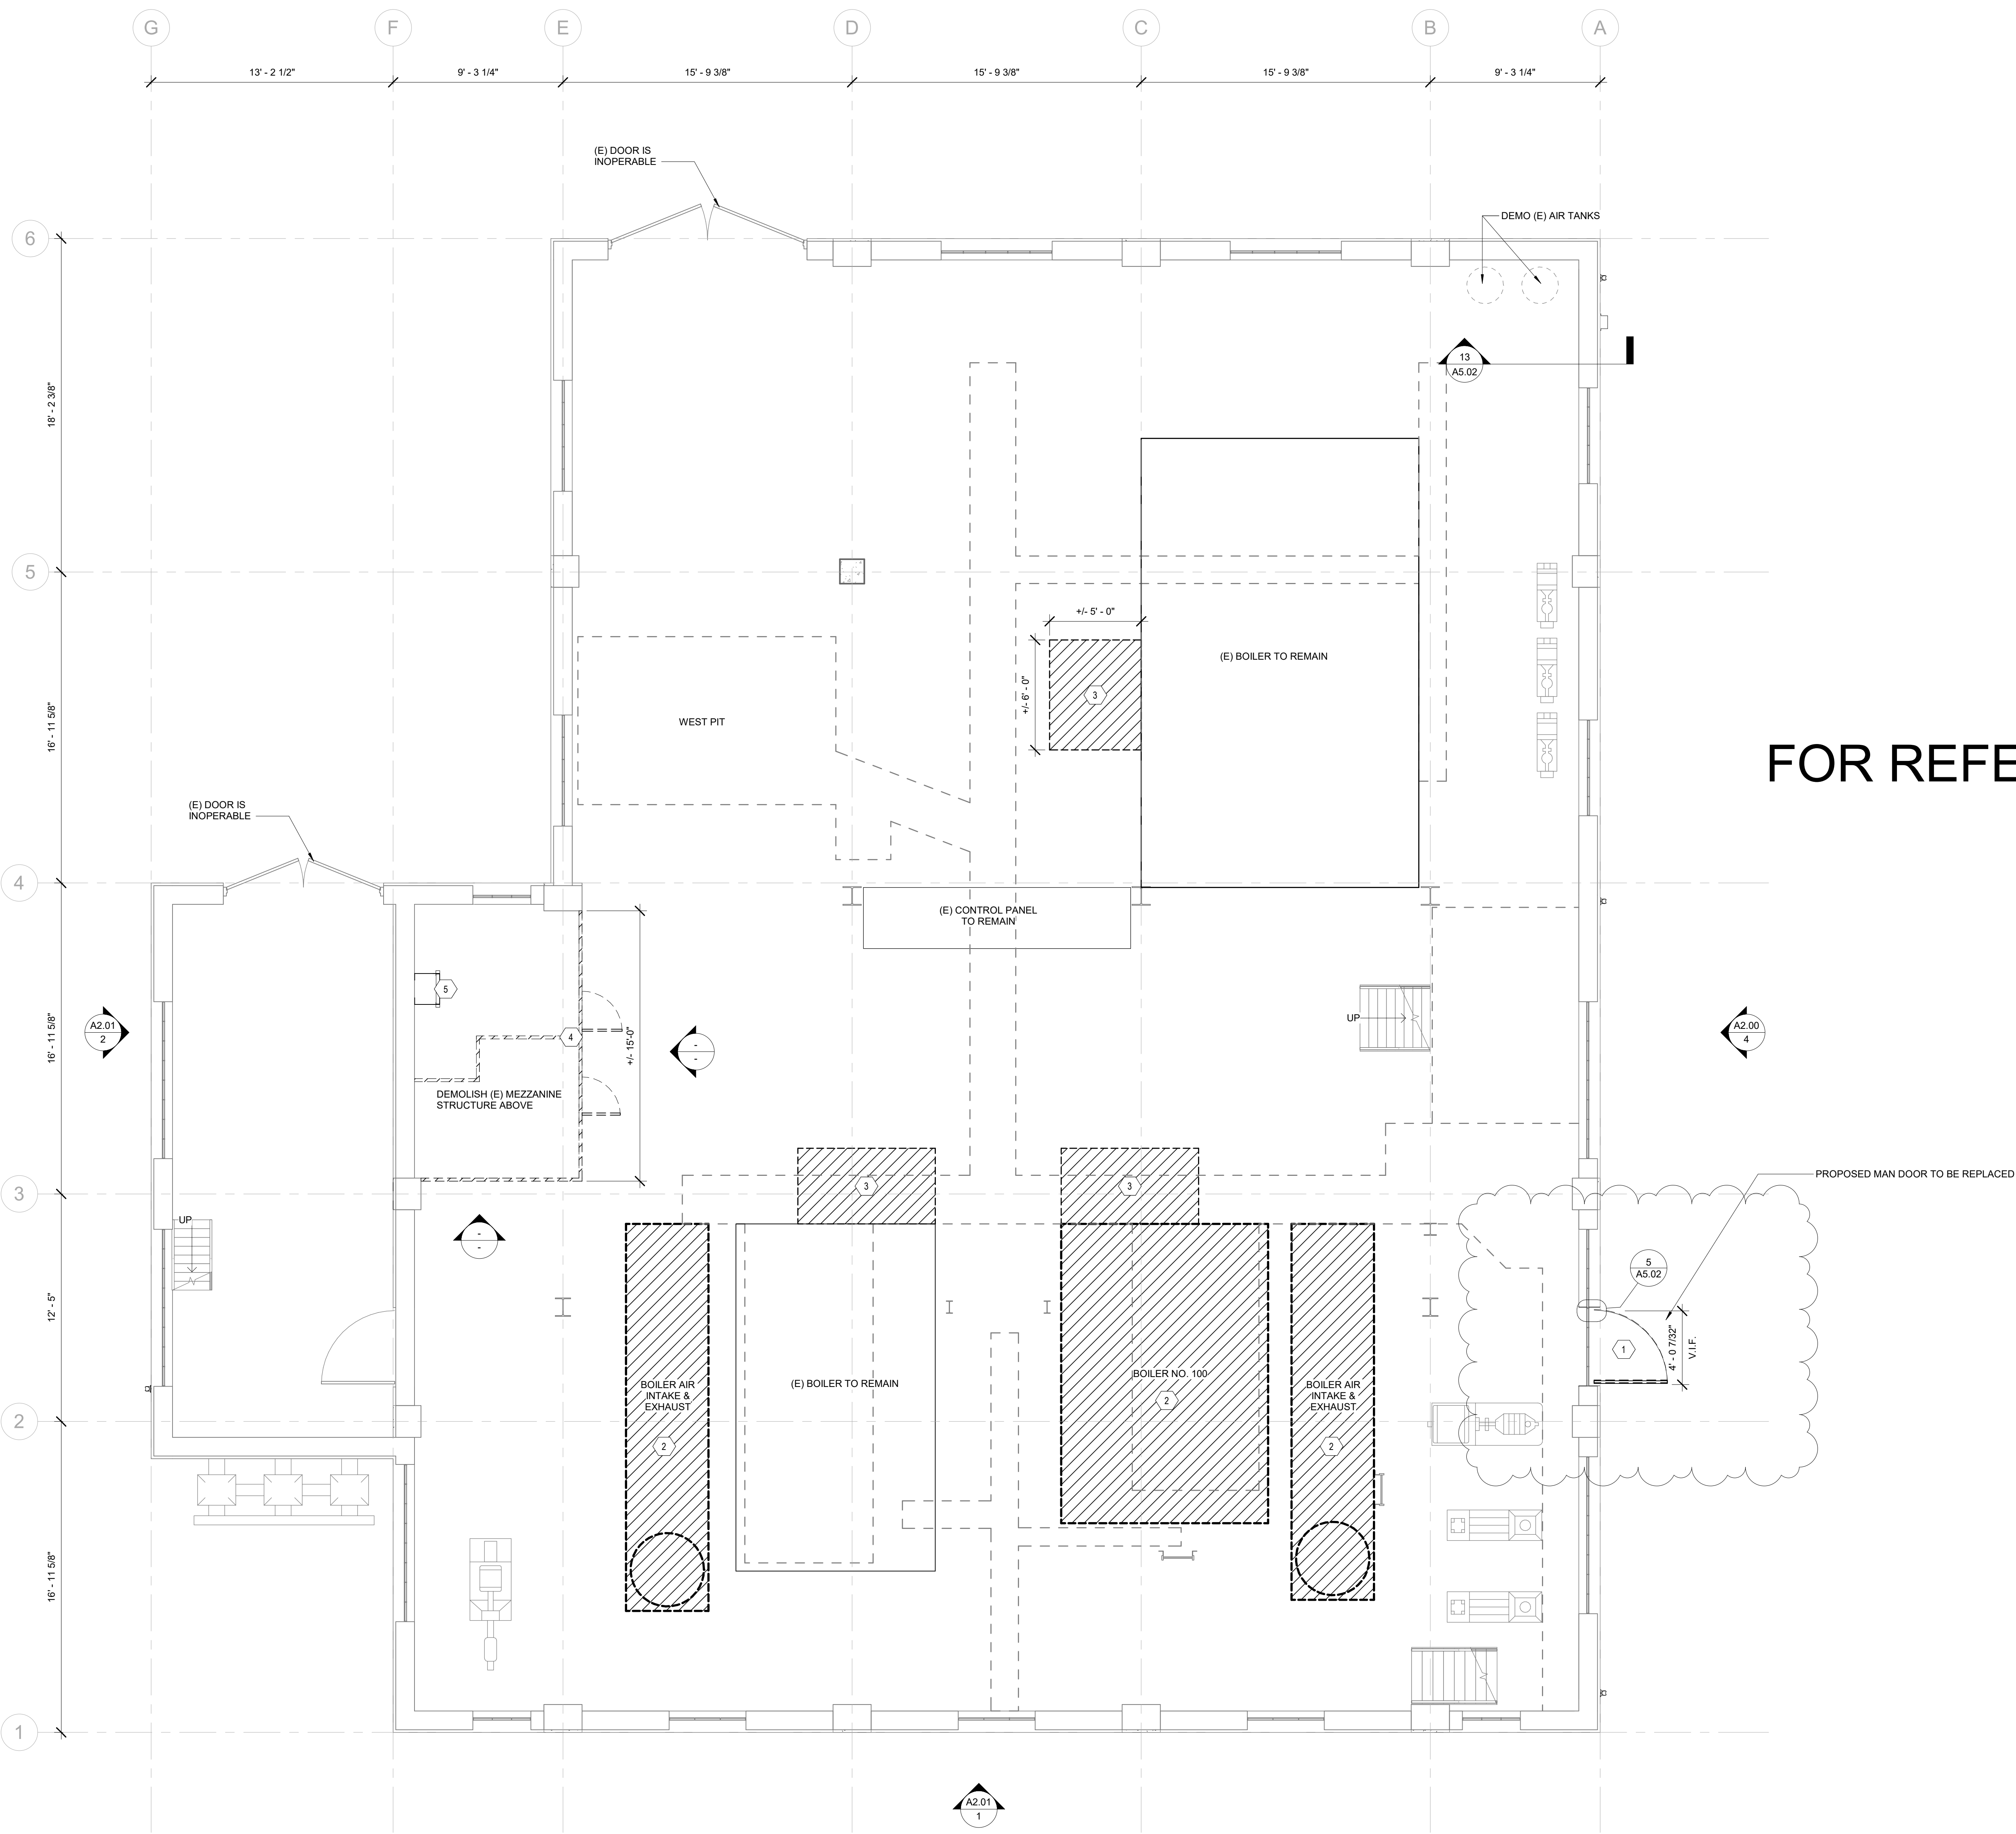 G
F
E
D
C
B
A
13' - 2 1/2"
9' - 3 1/4"
15' - 9 3/8"
15' - 9 3/8"
15' - 9 3/8"
9' - 3 1/4"
(E) DOOR IS
INOPERABLE
DEMO (E) AIR TANKS
6
13
A5.02
18' - 2 3/8"
5
+/- 5' - 0"
(E) BOILER TO REMAIN
+/- 6' - 0"
3
16' - 11 5/8"
WEST PIT
FOR REFE
(E) DOOR IS
INOPERABLE
4
(E) CONTROL PANEL
TO REMAIN
5
UP
A2.01
2
16' - 11 5/8"
4
+/- 15'-0"
-
-
A2.00
4
DEMOLISH (E) MEZZANINE
STRUCTURE ABOVE
PROPOSED MAN DOOR TO BE REPLACED
3
3
3
UP
-
-
5
A5.02
12' - 5"
1
4' - 0 7/32"
V.I.F.
BOILER AIR
INTAKE &
EXHAUST
2
(E) BOILER TO REMAIN
BOILER NO. 100
2
BOILER AIR
INTAKE &
EXHAUST
2
2
16' - 11 5/8"
1
A2.01
1